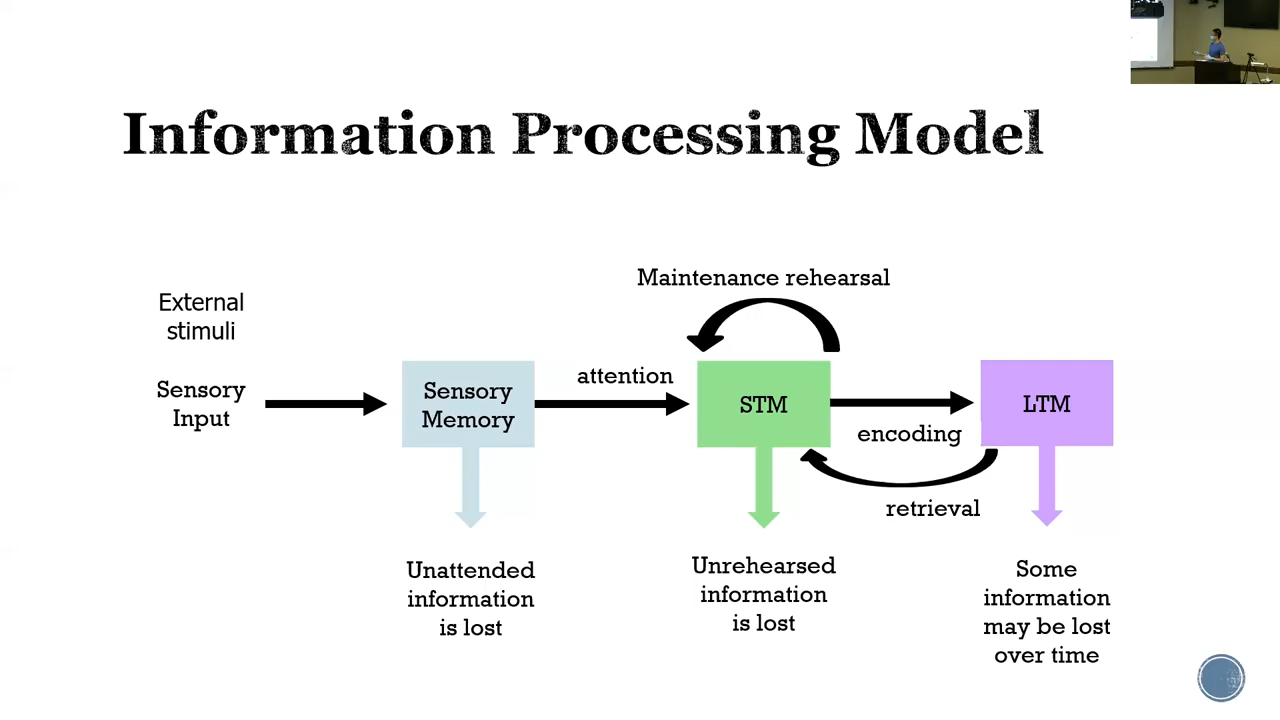 Information Processing Model
Maintenance rehearsal
External
stimuli
Sensory
Input
Sensory
Memory
attention
STM
encoding
retrieval
LTM
Unattended
information
is lost
Unrehearsed
information
is lost
Some
information
may be lost
over time